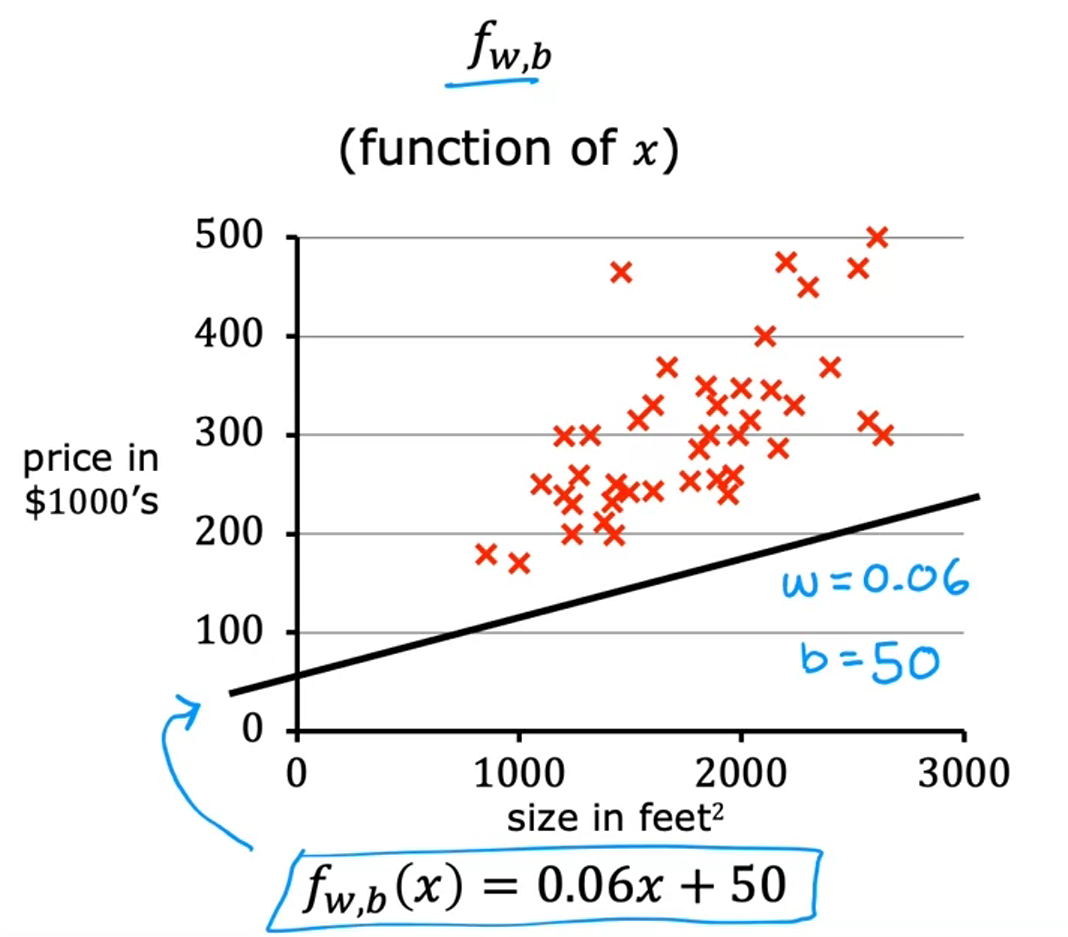 f_{w,b}
(function of x)
500
400
300
200
100
0
price in
$1000’s
w = 0.06
b = 50
0 1000 2000 3000
size in feet²
f_{w,b}(x) = 0.06x + 50